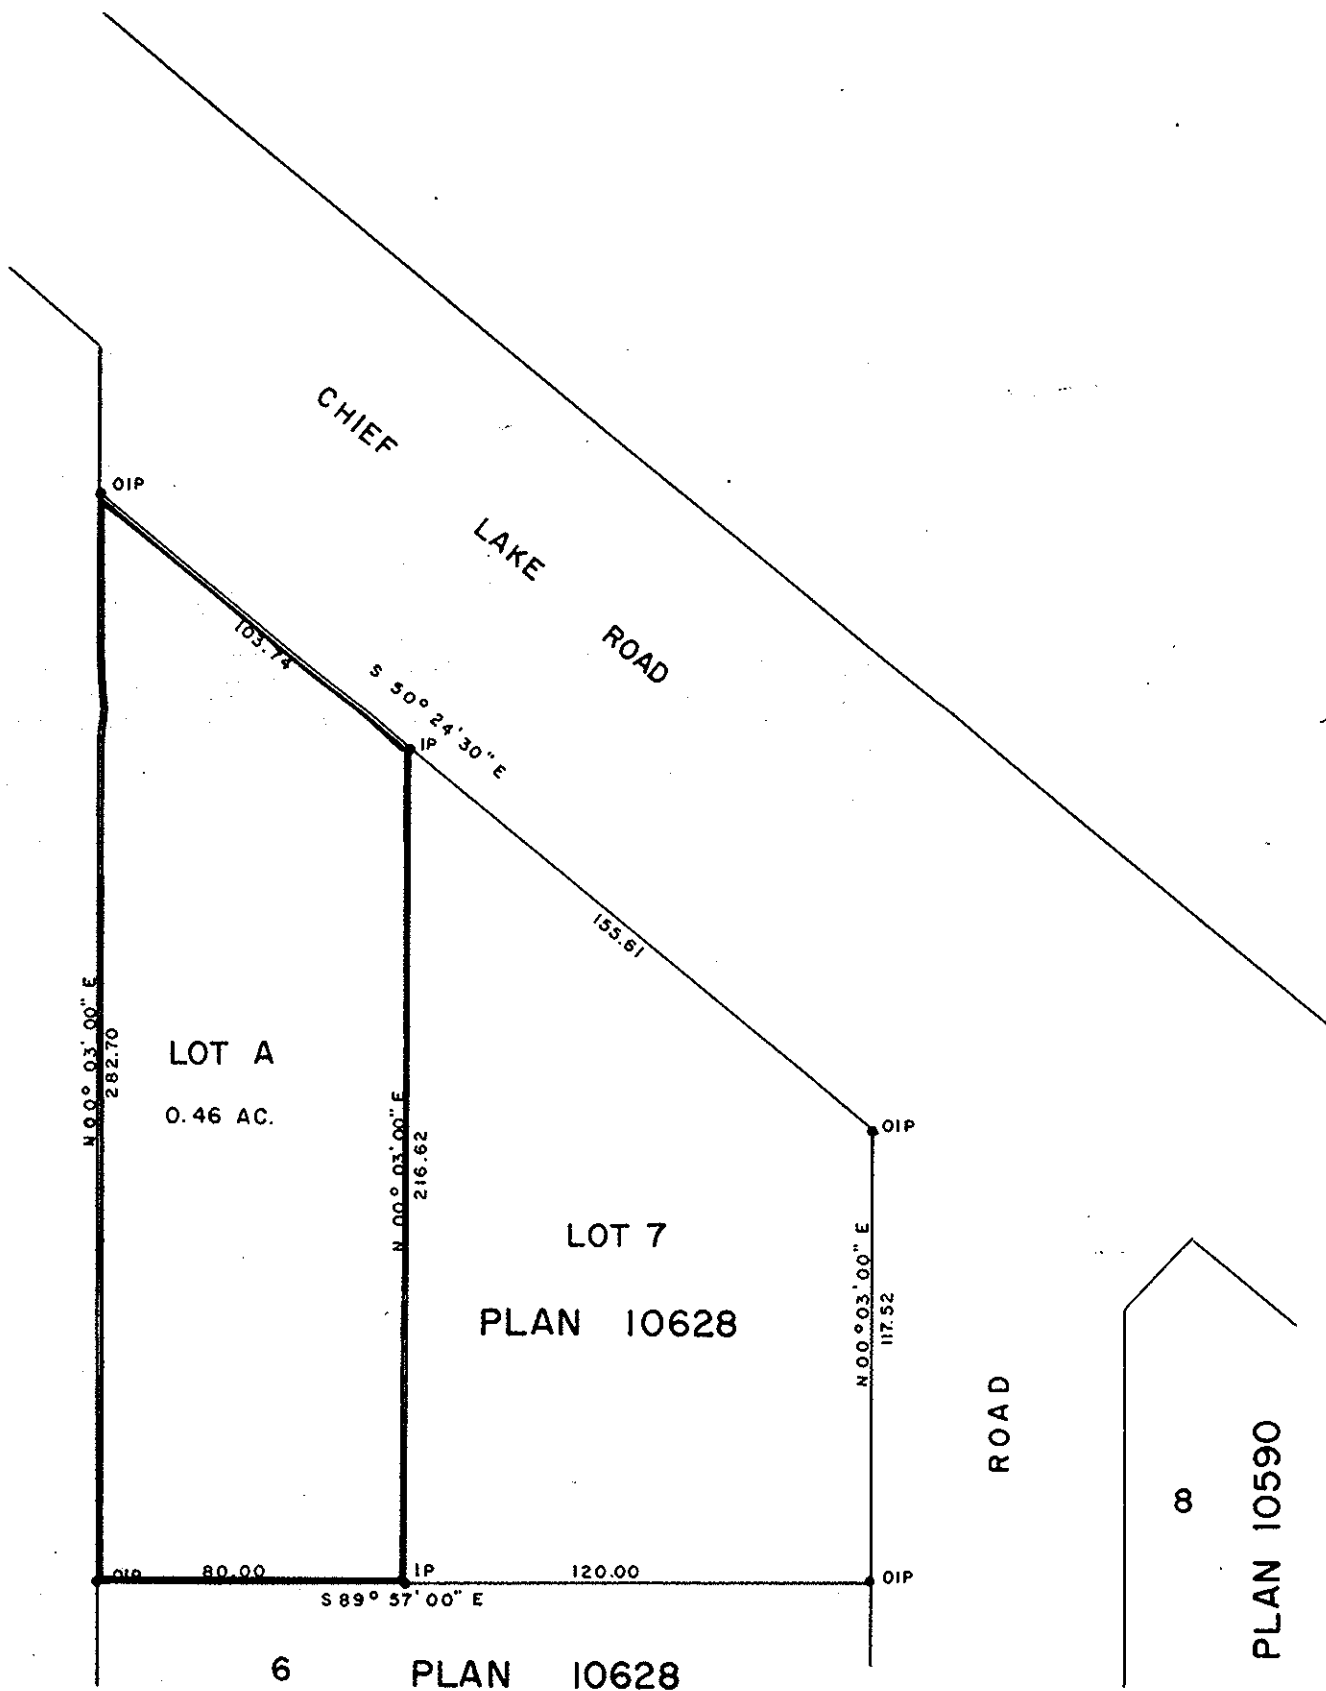 CHIEF
LAKE
ROAD
OIP
103.74
S 50° 24' 30" E
IP
155.61
N 00° 03' 00" E
282.70
LOT A
0.46 AC.
N 00° 03' 00" E
216.62
OIP
LOT 7
PLAN 10628
N 00° 03' 00" E
117.52
ROAD
8
PLAN 10590
OIP
80.00
IP
120.00
OIP
S 89° 57' 00" E
6 PLAN 10628